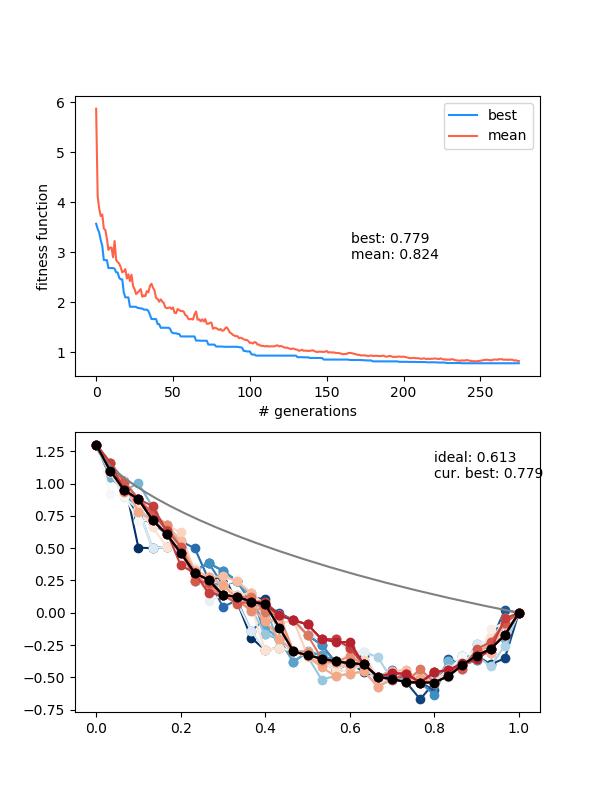 6
5
4
3
2
1
fitness function
best
mean
best: 0.779
mean: 0.824
0 50 100 150 200 250
# generations
1.25
1.00
0.75
0.50
0.25
0.00
−0.25
−0.50
−0.75
ideal: 0.613
cur. best: 0.779
0.0 0.2 0.4 0.6 0.8 1.0